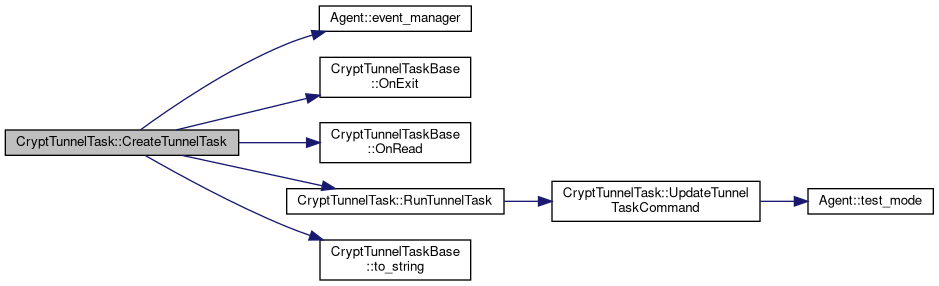 Agent::event_manager
CryptTunnelTaskBase
::OnExit
CryptTunnelTask::CreateTunnelTask
CryptTunnelTaskBase
::OnRead
CryptTunnelTask::RunTunnelTask
CryptTunnelTask::UpdateTunnel
TaskCommand
Agent::test_mode
CryptTunnelTaskBase
::to_string